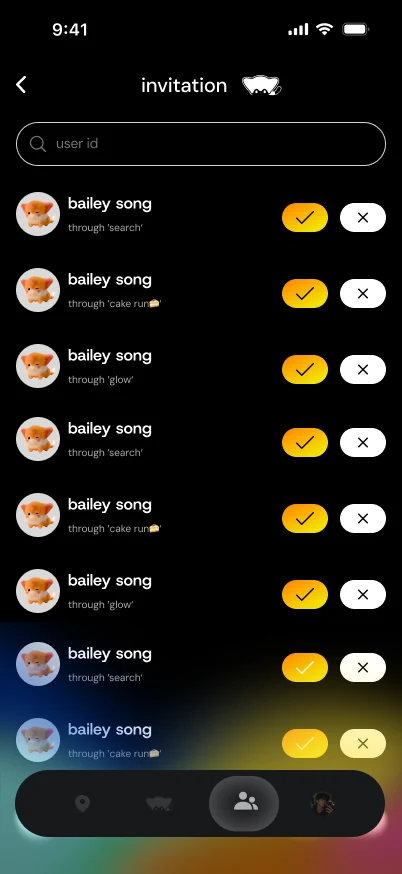 9:41
invitation
user id
bailey song
through 'search'
bailey song
through 'cake run🍰'
bailey song
through 'glow'
bailey song
through 'search'
bailey song
through 'cake run🍰'
bailey song
through 'glow'
bailey song
through 'search'
bailey song
through 'cake run🍰'